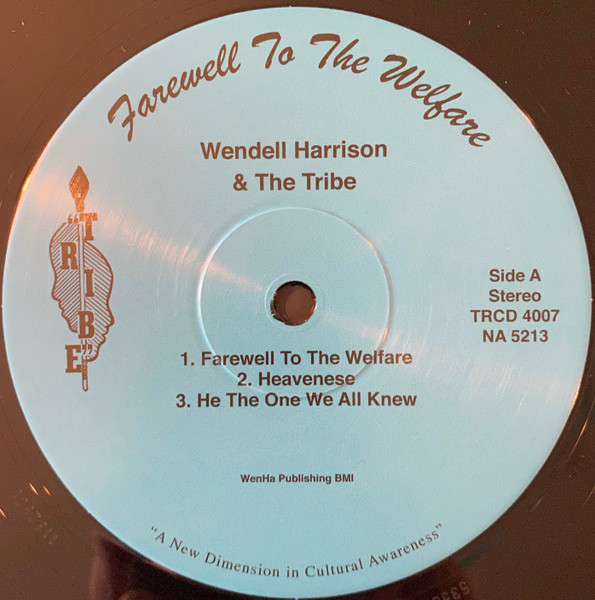 Farewell To The Welfare
Wendell Harrison
& The Tribe
"TRIBE"
Side A
Stereo
TRCD 4007
NA 5213
1. Farewell To The Welfare
2. Heavenese
3. He The One We All Knew
WenHa Publishing BMI
"A New Dimension in Cultural Awareness"